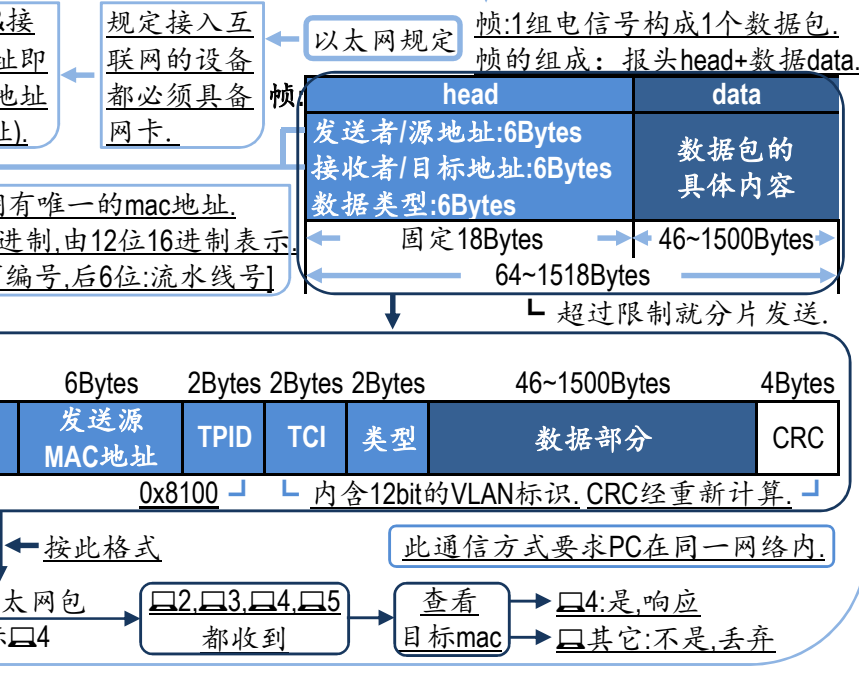 接
址即
地址
址).
规定接入互
联网的设备
都必须具备
网卡.
以太网规定
帧:1组电信号构成1个数据包.
帧的组成：报头head+数据data.
帧:
head
data
发送者/源地址:6Bytes
接收者/目标地址:6Bytes
数据类型:6Bytes
数据包的
具体内容
固定18Bytes
46~1500Bytes
64~1518Bytes
超过限制就分片发送.
有唯一的mac地址.
进制,由12位16进制表示.
编号,后6位:流水线号]
6Bytes
2Bytes
2Bytes
2Bytes
46~1500Bytes
4Bytes
发送源
MAC地址
TPID
TCI
类型
数据部分
CRC
0x8100
内含12bit的VLAN标识.
CRC经重新计算.
按此格式
此通信方式要求PC在同一网络内.
太网包
4
2,💻3,💻4,💻5
都收到
查看
目标mac
💻4:是,响应
💻其它:不是,丢弃